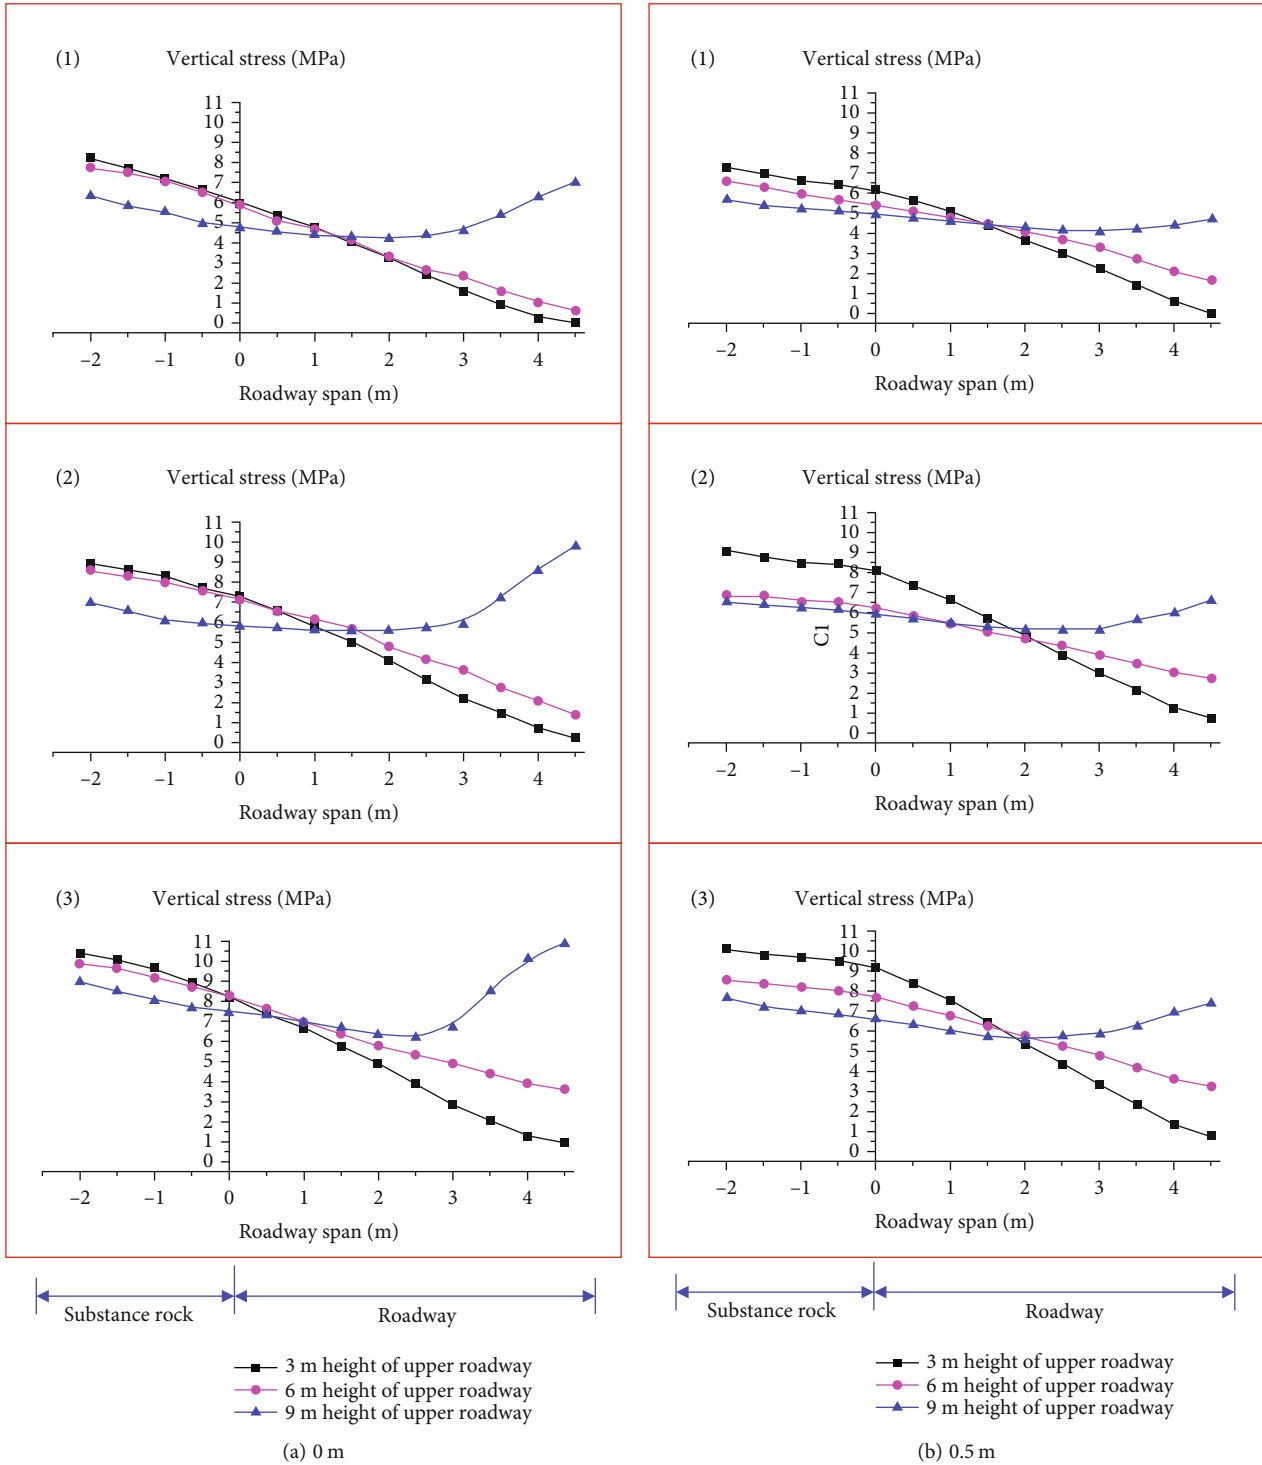 (1) Vertical stress (MPa)
11
10
9
8
7
6
5
4
3
2
1
0
–2 –1 0 1 2 3 4
Roadway span (m)
(2) Vertical stress (MPa)
11
10
9
8
7
6
5
4
3
2
1
0
–2 –1 0 1 2 3 4
Roadway span (m)
(3) Vertical stress (MPa)
11
10
9
8
7
6
5
4
3
2
1
0
–2 –1 0 1 2 3 4
Roadway span (m)
Substance rock Roadway
3 m height of upper roadway
6 m height of upper roadway
9 m height of upper roadway
(a) 0 m
(1) Vertical stress (MPa)
11
10
9
8
7
6
5
4
3
2
1
0
–2 –1 0 1 2 3 4
Roadway span (m)
(2) Vertical stress (MPa)
C1
11
10
9
8
7
6
5
4
3
2
1
0
–2 –1 0 1 2 3 4
Roadway span (m)
(3) Vertical stress (MPa)
11
10
9
8
7
6
5
4
3
2
1
0
–2 –1 0 1 2 3 4
Roadway span (m)
Substance rock Roadway
3 m height of upper roadway
6 m height of upper roadway
9 m height of upper roadway
(b) 0.5 m